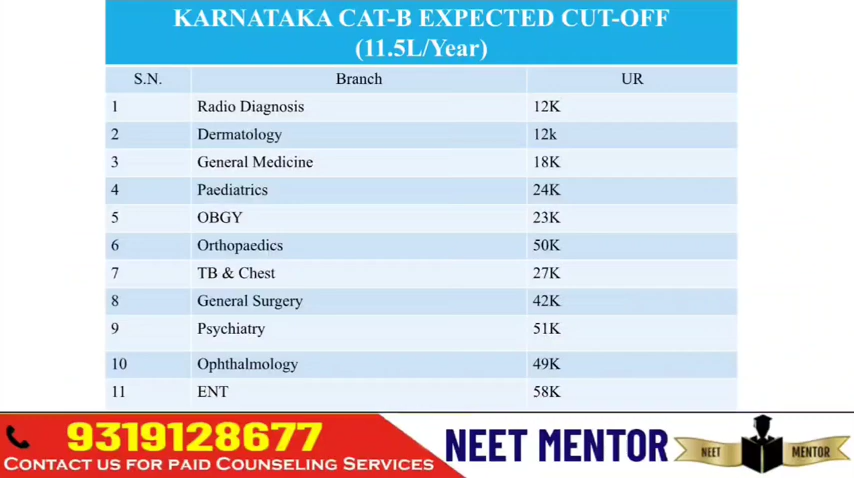 KARNATAKA CAT-B EXPECTED CUT-OFF
(11.5L/Year)
S.N. Branch UR
1 Radio Diagnosis 12K
2 Dermatology 12k
3 General Medicine 18K
4 Paediatrics 24K
5 OBGY 23K
6 Orthopaedics 50K
7 TB & Chest 27K
8 General Surgery 42K
9 Psychiatry 51K
10 Ophthalmology 49K
11 ENT 58K
9319128677
CONTACT US FOR PAID COUNSELING SERVICES
NEET MENTOR
NEET MENTOR